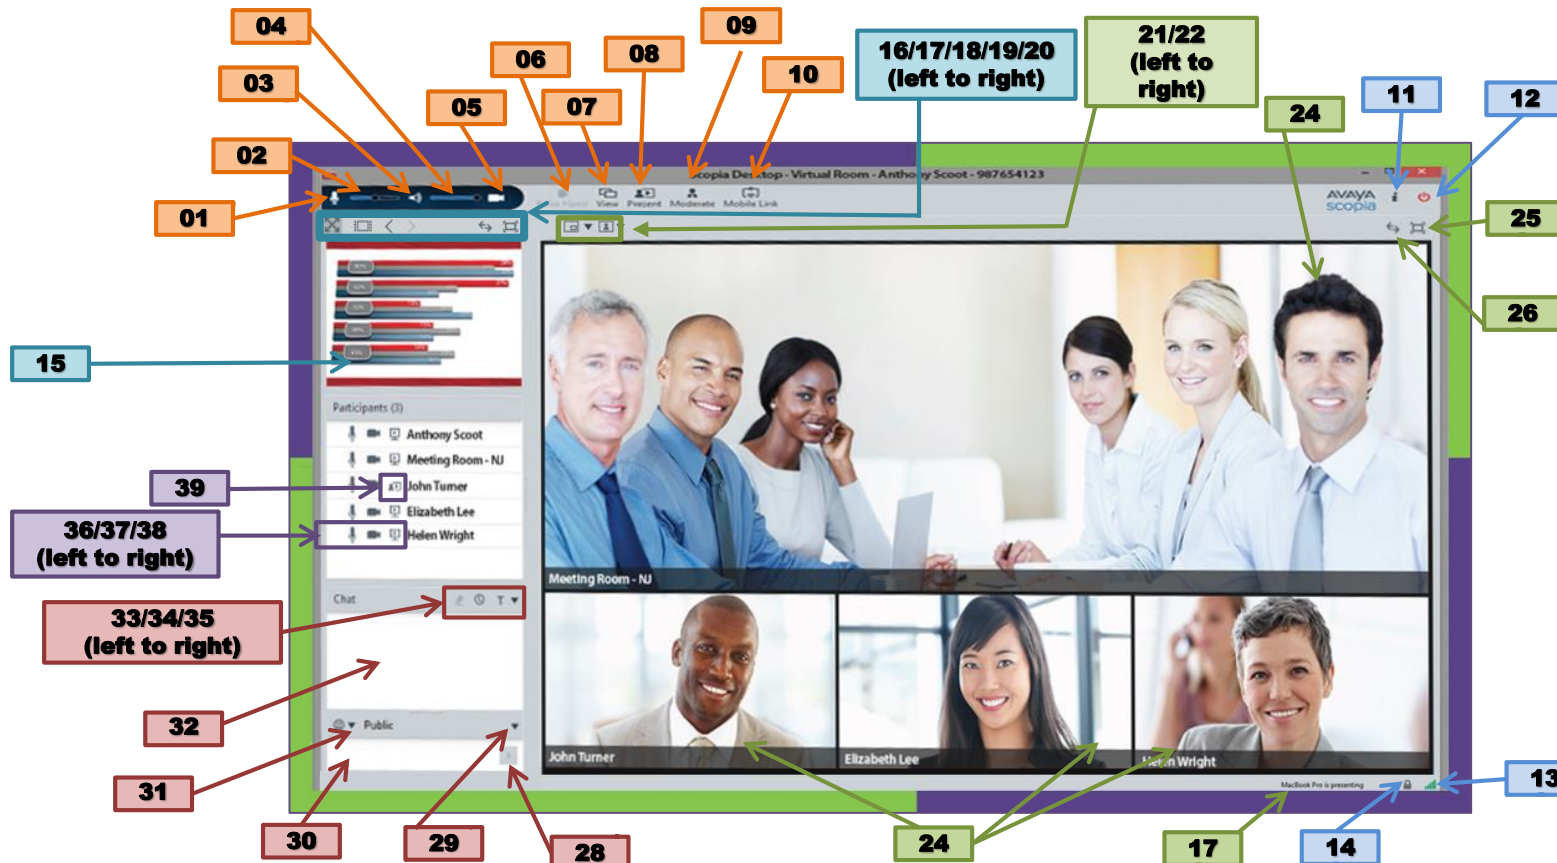 04
03
02
01
06
07
05
08
09
10
16/17/18/19/20
(left to right)
21/22
(left to
right)
24
11
12
Scopia Desktop - Virtual Room - Anthony Scoot - 987654123
View
Present
Moderate
Mobile Link
AVAYA
scopia
25
26
15
Participants (3)
Anthony Scoot
Meeting Room - NJ
John Turner
Elizabeth Lee
Helen Wright
39
36/37/38
(left to right)
Chat
T
33/34/35
(left to right)
32
Public
31
30
29
28
Meeting Room - NJ
John Turner
Elizabeth Lee
Helen Wright
24
MacBook Pro is presenting
17
14
13